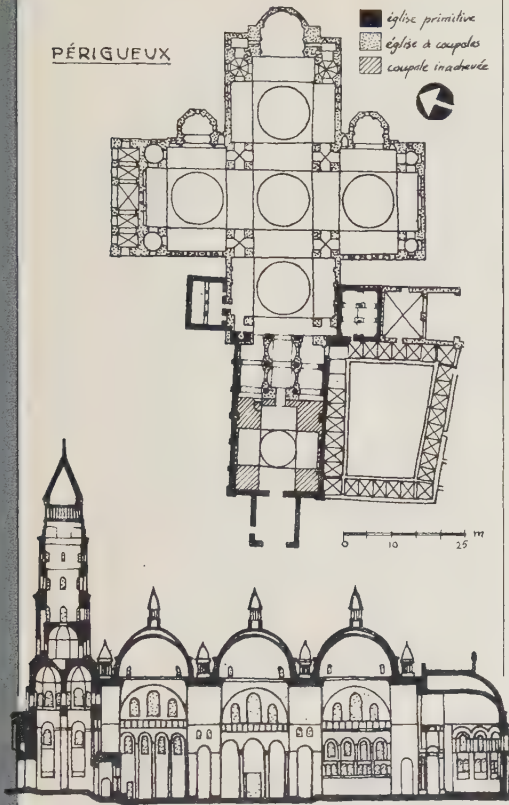 PÉRIGUEUX
église primitive
église à coupoles
coupole inachevée
0 10 25 m